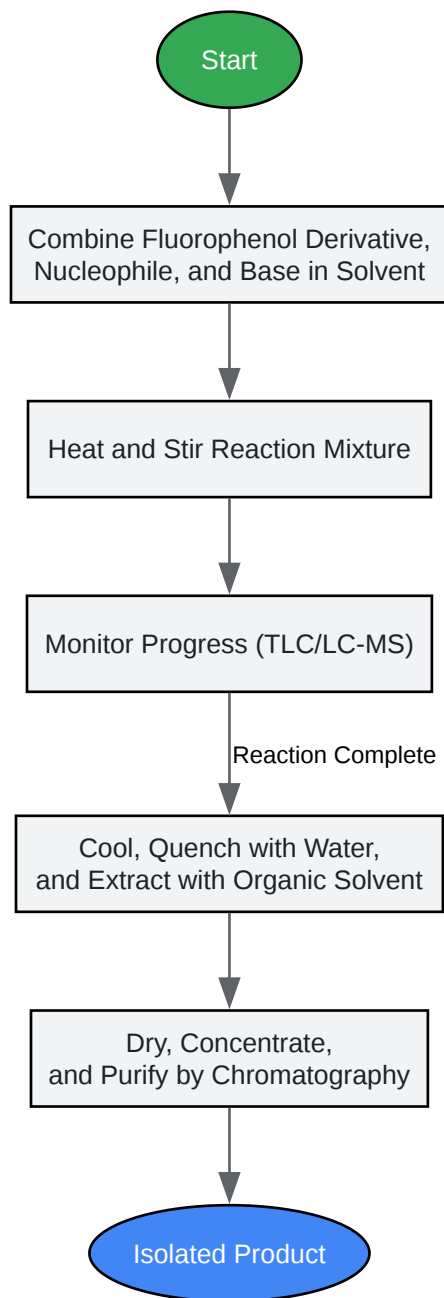 Start
Combine Fluorophenol Derivative,
Nucleophile, and Base in Solvent
Heat and Stir Reaction Mixture
Monitor Progress (TLC/LC-MS)
Reaction Complete
Cool, Quench with Water,
and Extract with Organic Solvent
Dry, Concentrate,
and Purify by Chromatography
Isolated Product